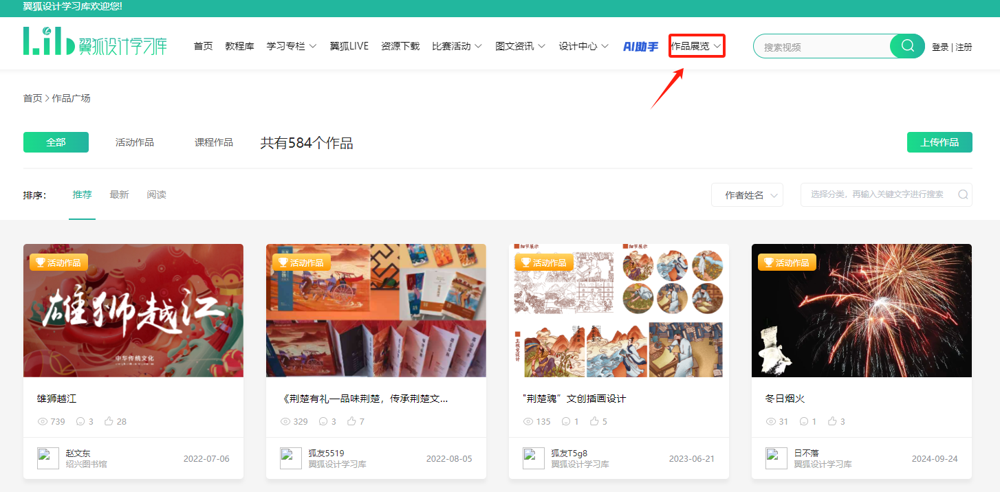 翼狐设计学习库欢迎您!
Lib 翼狐设计学习库
首页 教程库 学习专栏 翼狐LIVE 资源下载 比赛活动 图文资讯 设计中心 AI助手 作品展览
搜索视频
登录 | 注册
首页 > 作品广场
全部 活动作品 课程作品 共有584个作品
上传作品
排序: 推荐 最新 阅读
作者姓名
选择分类，再输入关键文字进行搜索
活动作品
雄狮越江
中华传统文化
雄狮越江
739 3 28
赵文东
绍兴图书馆
2022-07-06
活动作品
《荆楚有礼—品味荆楚，传承荆楚文...
329 3 7
狐友5519
翼狐设计学习库
2022-08-05
细节展示
细节展示
活动作品
主视觉设计
"荆楚魂”文创插画设计
135 1 5
狐友T5g8
翼狐设计学习库
2023-06-21
活动作品
冬日烟火
31 1 3
日不落
翼狐设计学习库
2024-09-24